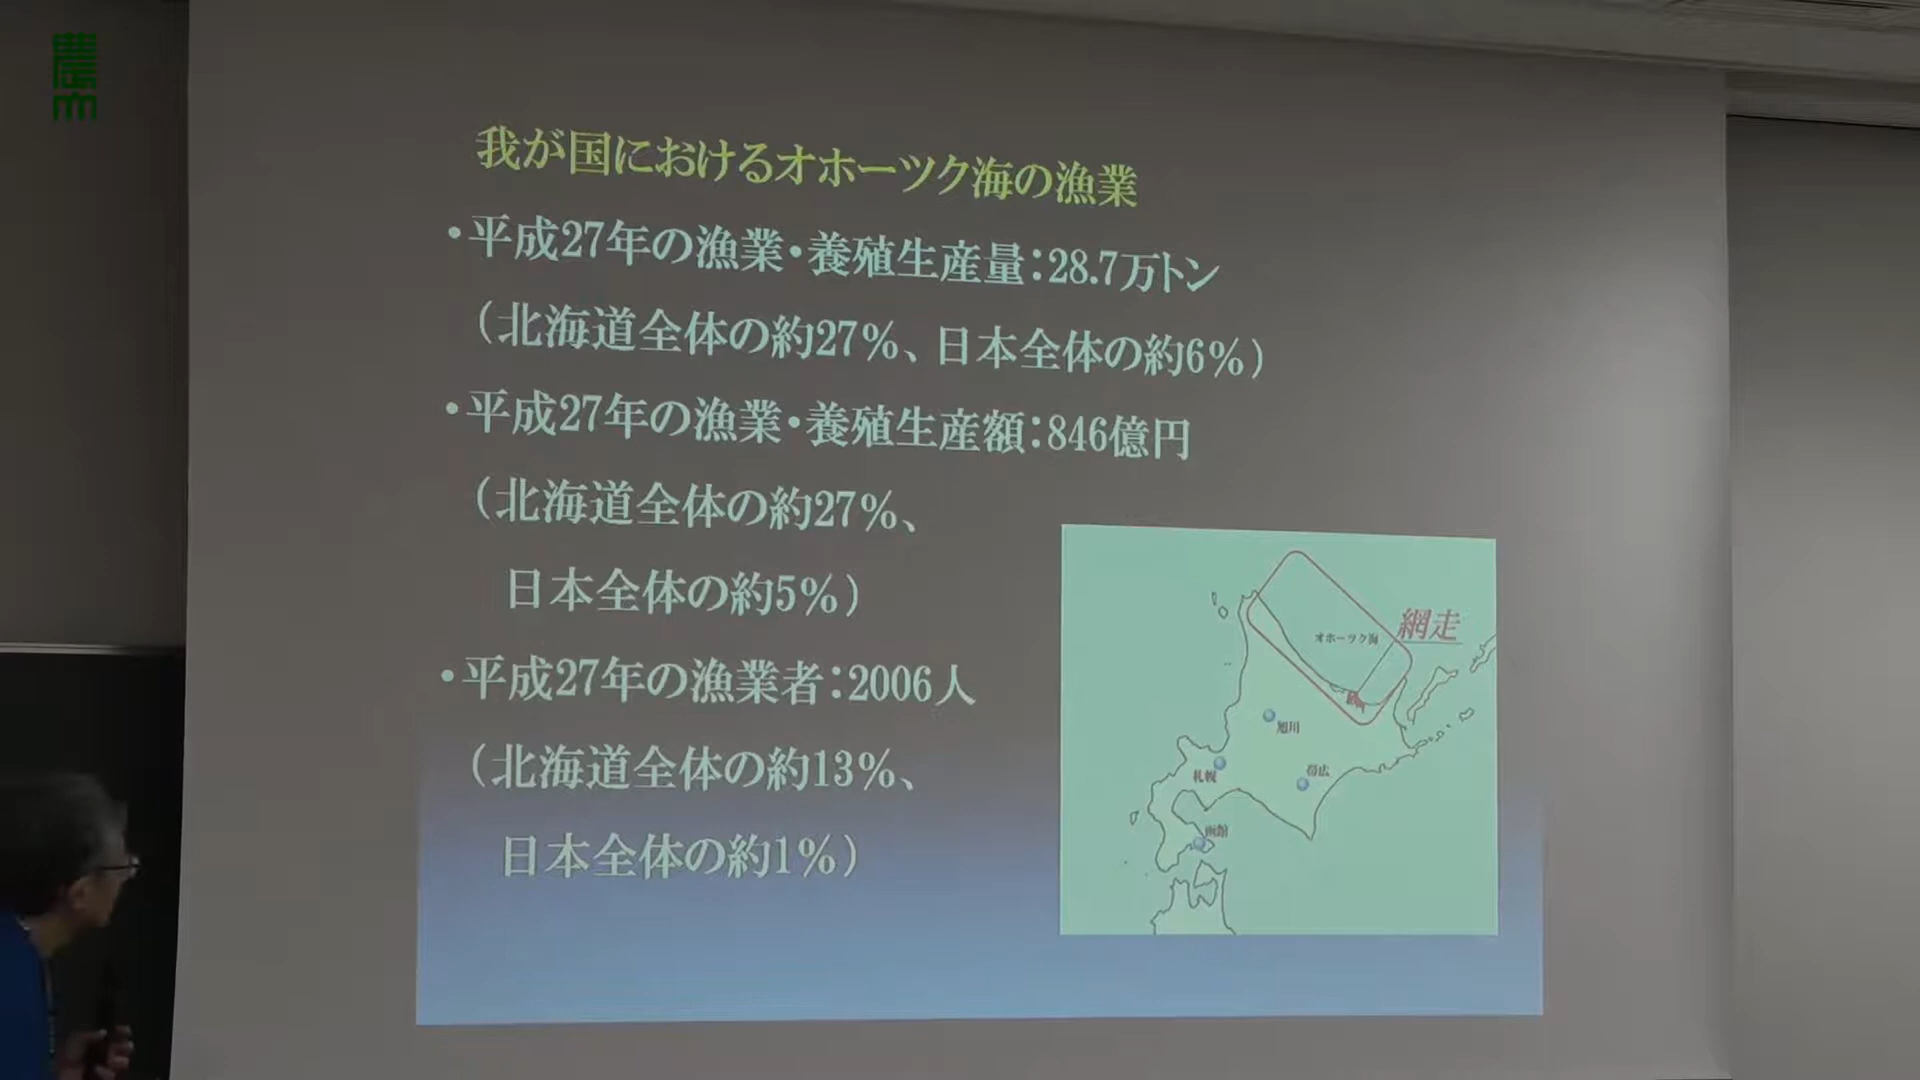 農大
我が国におけるオホーツク海の漁業
・平成27年の漁業・養殖生産量：28.7万トン
（北海道全体の約27％、日本全体の約6％）
・平成27年の漁業・養殖生産額：846億円
（北海道全体の約27％、
日本全体の約5％）
・平成27年の漁業者：2006人
（北海道全体の約13％、
日本全体の約1％）
オホーツク海
網走
旭川
札幌
帯広
函館